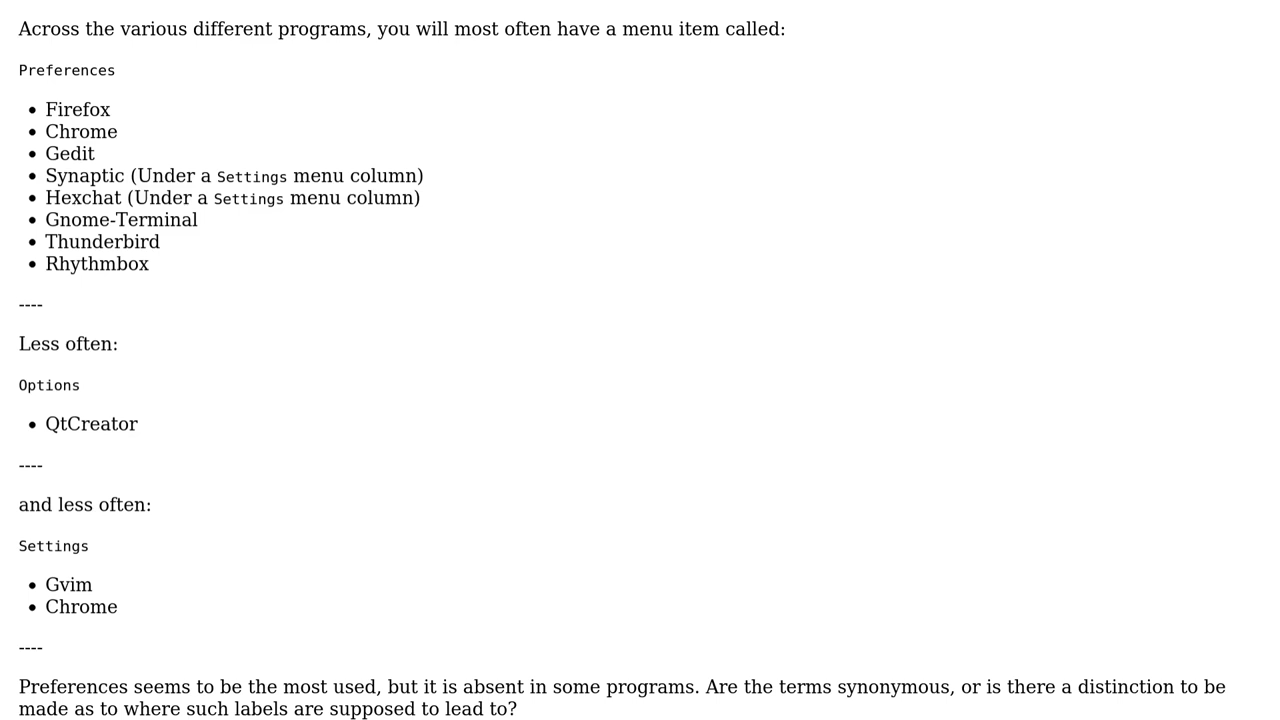 Across the various different programs, you will most often have a menu item called:
Preferences
• Firefox
• Chrome
• Gedit
• Synaptic (Under a Settings menu column)
• Hexchat (Under a Settings menu column)
• Gnome-Terminal
• Thunderbird
• Rhythmbox
----
Less often:
Options
• QtCreator
----
and less often:
Settings
• Gvim
• Chrome
----
Preferences seems to be the most used, but it is absent in some programs. Are the terms synonymous, or is there a distinction to be
made as to where such labels are supposed to lead to?